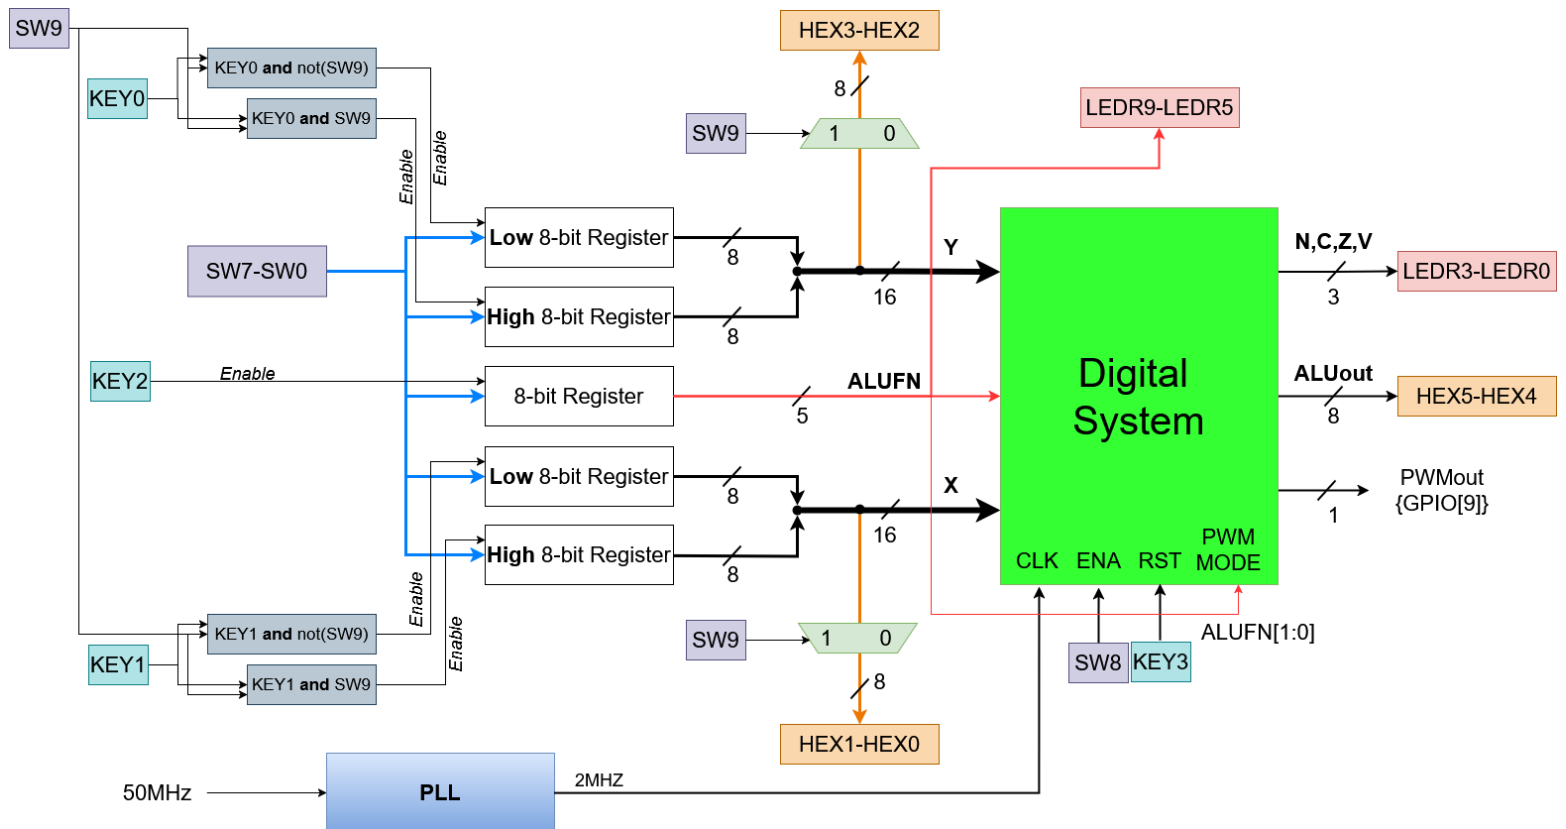 SW9
HEX3-HEX2
KEY0 and not(SW9)
KEY0
KEY0 and SW9
8
LEDR9-LEDR5
SW9
1 0
Enable
Enable
Low 8-bit Register
8
Y
N,C,Z,V
SW7-SW0
LEDR3-LEDR0
16
3
High 8-bit Register
8
KEY2
Enable
8-bit Register
ALUFN
5
Digital
System
ALUout
8
HEX5-HEX4
Low 8-bit Register
8
X
PWMout
{GPIO[9]}
1
16
High 8-bit Register
8
CLK
ENA
RST
PWM
MODE
Enable
Enable
KEY1 and not(SW9)
KEY1
KEY1 and SW9
SW9
1 0
ALUFN[1:0]
SW8
KEY3
8
HEX1-HEX0
50MHz
PLL
2MHZ